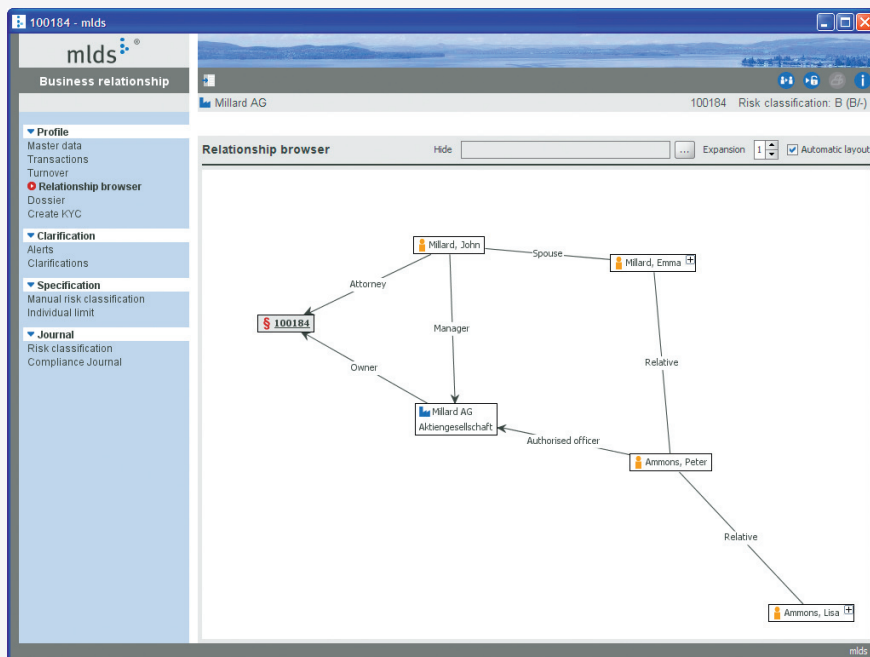 100184 - mlds
mlds ®
Business relationship
Millard AG
100184 Risk classification: B (B/-)
Profile
Master data
Transactions
Turnover
Relationship browser
Dossier
Create KYC
Clarification
Alerts
Clarifications
Specification
Manual risk classification
Individual limit
Journal
Risk classification
Compliance Journal
Relationship browser Hide ... Expansion 1 Automatic layout
Millard, John
Spouse
Millard, Emma
Attorney
§ 100184
Manager
Relative
Owner
Millard AG
Aktiengesellschaft
Authorised officer
Ammons, Peter
Relative
Ammons, Lisa
mlds